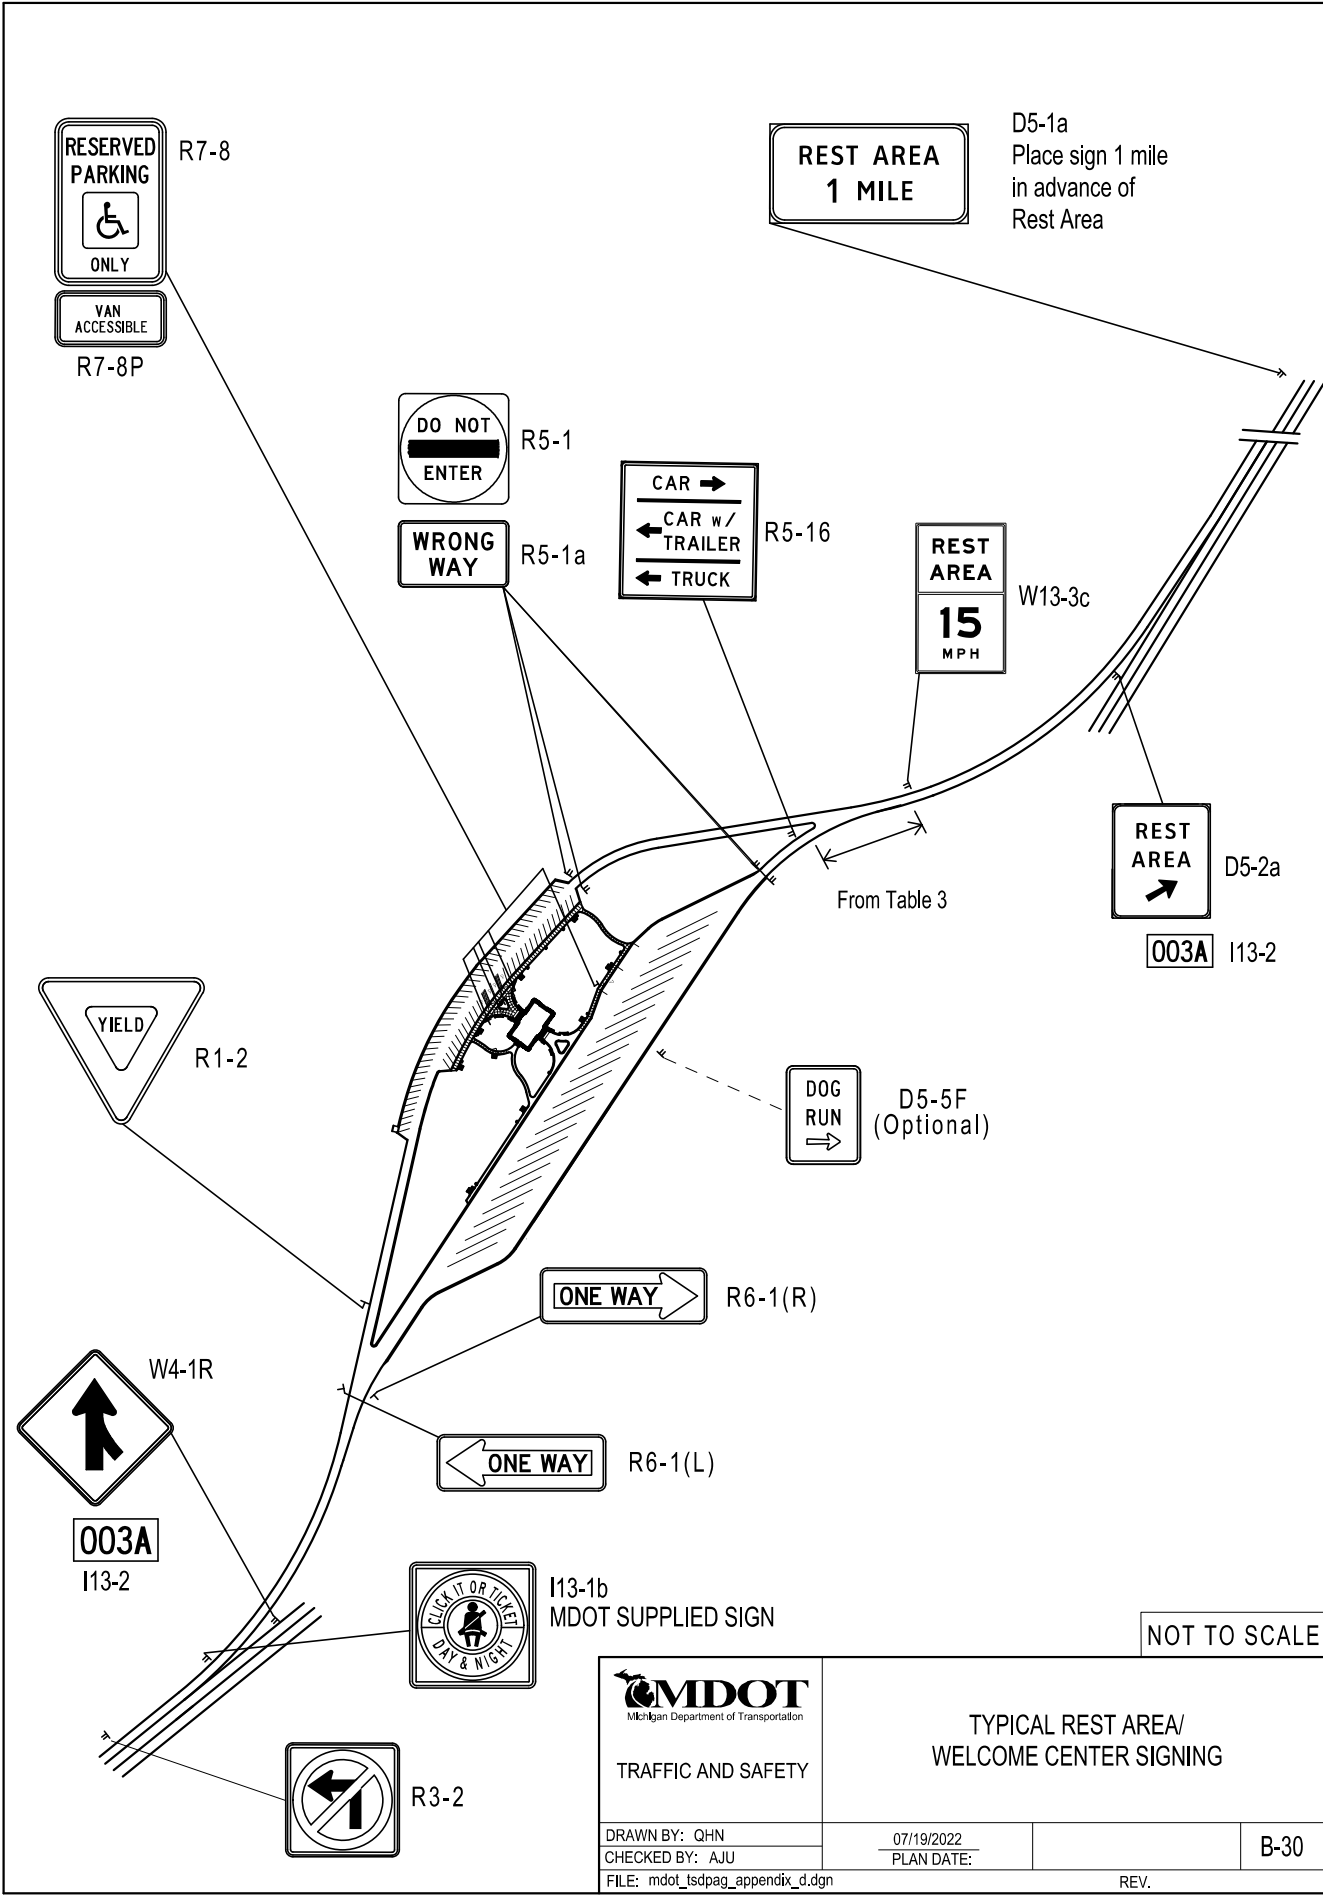 RESERVED
PARKING
ONLY
R7-8
VAN
ACCESSIBLE
R7-8P
REST AREA
1 MILE
D5-1a
Place sign 1 mile
in advance of
Rest Area
DO NOT
ENTER
R5-1
WRONG
WAY
R5-1a
CAR
CAR w/
TRAILER
TRUCK
R5-16
REST
AREA
15
MPH
W13-3c
REST
AREA
D5-2a
003A I13-2
From Table 3
YIELD
R1-2
DOG
RUN
D5-5F
(Optional)
ONE WAY
R6-1(R)
W4-1R
003A
I13-2
ONE WAY
R6-1(L)
CLICK IT OR TICKET
DAY & NIGHT
I13-1b
MDOT SUPPLIED SIGN
R3-2
NOT TO SCALE
MDOT
Michigan Department of Transportation
TRAFFIC AND SAFETY
TYPICAL REST AREA/
WELCOME CENTER SIGNING
DRAWN BY: QHN
CHECKED BY: AJU
07/19/2022
PLAN DATE:
B-30
FILE: mdot_tsdpag_appendix_d.dgn
REV.